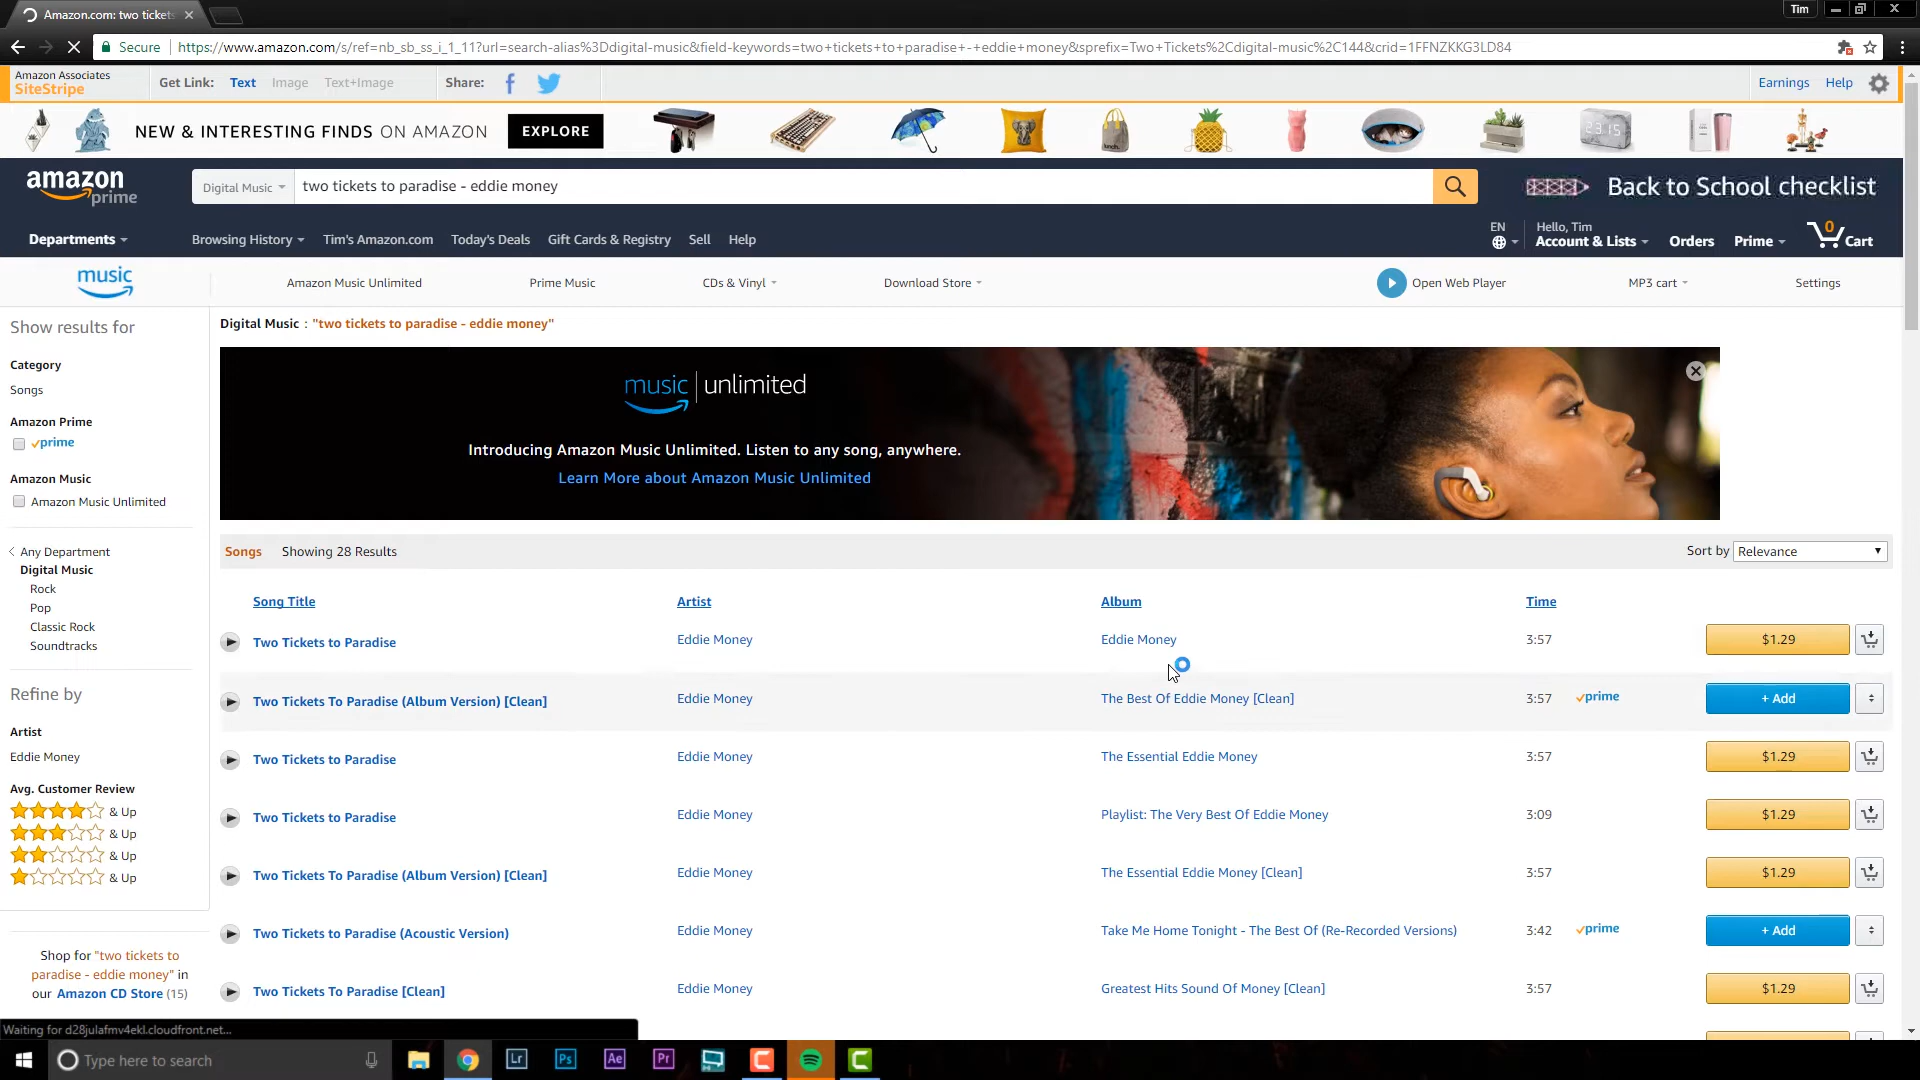 Amazon.com: two tickets
Tim
Secure
https://www.amazon.com/s/ref=nb_sb_ss_i_1_11?url=search-alias%3Ddigital-music&field-keywords=two+tickets+to+paradise+-+eddie+money&sprefix=Two+Tickets%2Cdigital-music%2C144&crid=1FFNZKKG3LD84
Amazon Associates
SiteStripe
Get Link: Text Image Text+Image
Share:
Earnings Help
NEW & INTERESTING FINDS ON AMAZON EXPLORE
23:15
amazon prime
Digital Music
two tickets to paradise - eddie money
Back to School checklist
Departments
Browsing History Tim's Amazon.com Today's Deals Gift Cards & Registry Sell Help
EN
Hello, Tim
Account & Lists
Orders Prime 0 Cart
music
Amazon Music Unlimited Prime Music CDs & Vinyl Download Store Open Web Player MP3 cart Settings
Show results for
Category
Songs
Amazon Prime
prime
Amazon Music
Amazon Music Unlimited
Any Department
Digital Music
Rock
Pop
Classic Rock
Soundtracks
Refine by
Artist
Eddie Money
Avg. Customer Review
& Up
& Up
& Up
& Up
Shop for "two tickets to
paradise - eddie money" in
our Amazon CD Store (15)
Digital Music : "two tickets to paradise - eddie money"
music unlimited
Introducing Amazon Music Unlimited. Listen to any song, anywhere.
Learn More about Amazon Music Unlimited
Songs Showing 28 Results Sort by Relevance
Song Title Artist Album Time
Two Tickets to Paradise Eddie Money Eddie Money 3:57 $1.29
Two Tickets To Paradise (Album Version) [Clean] Eddie Money The Best Of Eddie Money [Clean] 3:57 prime + Add
Two Tickets to Paradise Eddie Money The Essential Eddie Money 3:57 $1.29
Two Tickets to Paradise Eddie Money Playlist: The Very Best Of Eddie Money 3:09 $1.29
Two Tickets To Paradise (Album Version) [Clean] Eddie Money The Essential Eddie Money [Clean] 3:57 $1.29
Two Tickets to Paradise (Acoustic Version) Eddie Money Take Me Home Tonight - The Best Of (Re-Recorded Versions) 3:42 prime + Add
Two Tickets To Paradise [Clean] Eddie Money Greatest Hits Sound Of Money [Clean] 3:57 $1.29
Waiting for d28julafmv4ekl.cloudfront.net...
Type here to search
Lr Ps Ae Pr